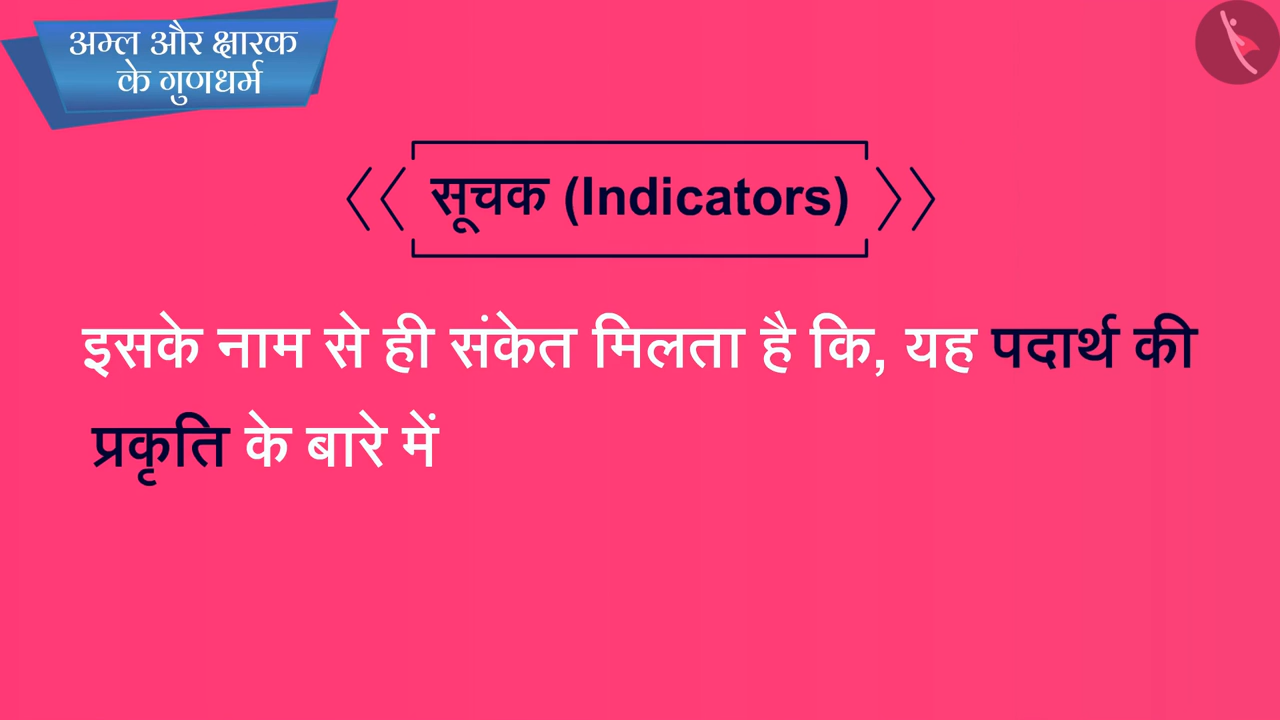 अम्ल और क्षारक
के गुणधर्म
सूचक (Indicators)
इसके नाम से ही संकेत मिलता है कि, यह पदार्थ की
प्रकृति के बारे में